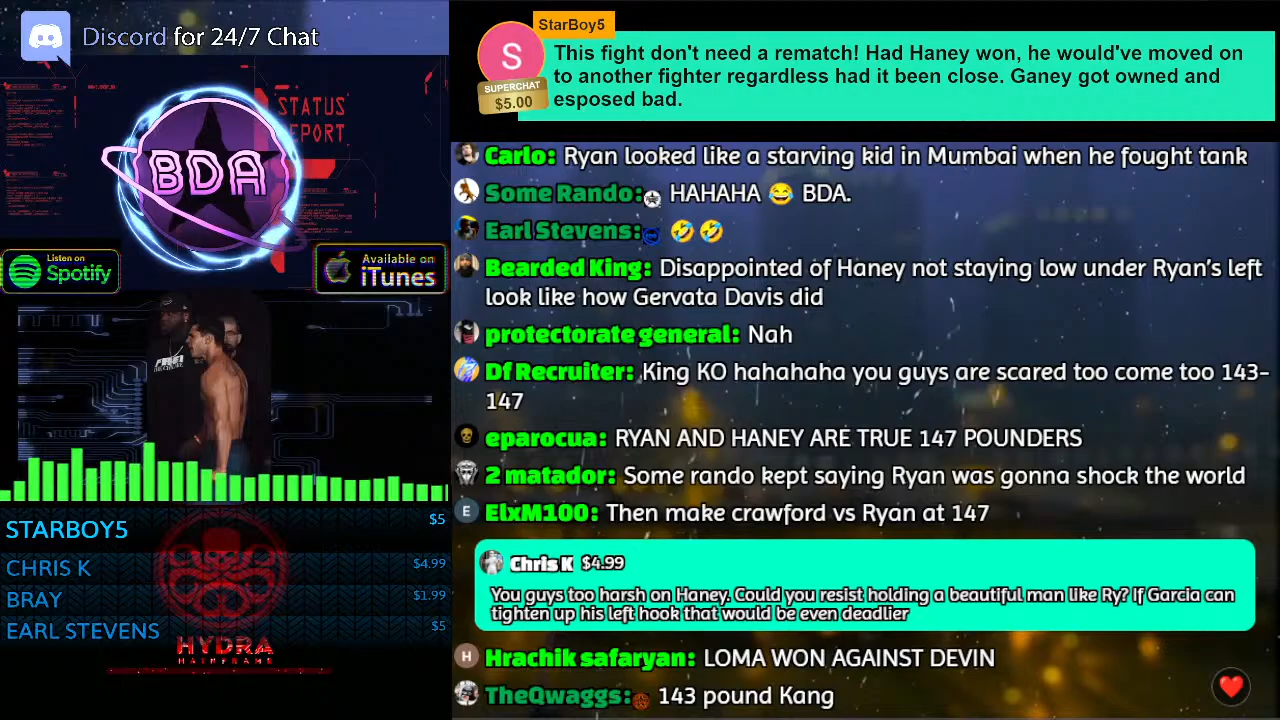 Discord for 24/7 Chat
STATUS
REPORT
BDA
Listen on
Spotify
Available on
iTunes
STARBOY5 $5
CHRIS K $4.99
BRAY $1.99
EARL STEVENS $5
HYDRA
MAINFRAME
StarBoy5
S
SUPERCHAT
$5.00
This fight don't need a rematch! Had Haney won, he would've moved on
to another fighter regardless had it been close. Ganey got owned and
esposed bad.
Carlo: Ryan looked like a starving kid in Mumbai when he fought tank
Some Rando: HAHAHA 😂 BDA.
Earl Stevens: 🤣 🤣
Bearded King: Disappointed of Haney not staying low under Ryan's left
look like how Gervata Davis did
protectorate general: Nah
Df Recruiter: King KO hahahaha you guys are scared too come too 143-
147
eparocua: RYAN AND HANEY ARE TRUE 147 POUNDERS
2 matador: Some rando kept saying Ryan was gonna shock the world
E ElxM100: Then make crawford vs Ryan at 147
Chris K $4.99
You guys too harsh on Haney. Could you resist holding a beautiful man like Ry? If Garcia can
tighten up his left hook that would be even deadlier
H Hrachik safaryan: LOMA WON AGAINST DEVIN
TheQwaggs: 143 pound Kang